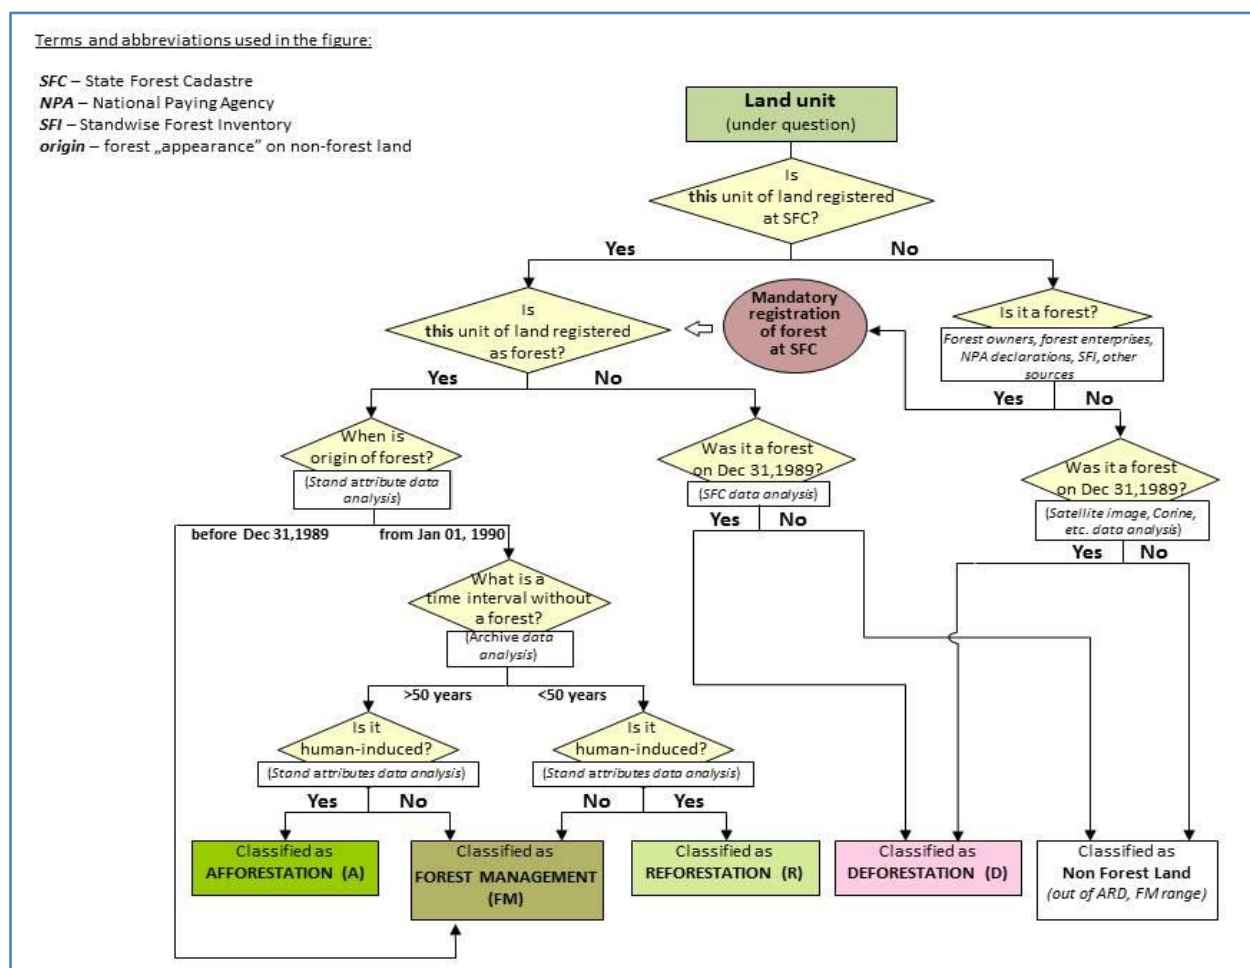 Terms and abbreviations used in the figure:
SFC – State Forest Cadastre
NPA – National Paying Agency
SFI – Standwise Forest Inventory
origin – forest „appearance” on non-forest land
Land unit
(under question)
Is
this unit of land registered
at SFC?
Yes
No
Is
this unit of land registered
as forest?
Mandatory
registration
of forest
at SFC
Is it a forest?
Forest owners, forest enterprises,
NPA declarations, SFI, other
sources
Yes
No
Yes
No
When is
origin of forest?
(Stand attribute data
analysis)
Was it a forest
on Dec 31,1989?
(SFC data analysis)
Was it a forest
on Dec 31,1989?
(Satellite image, Corine,
etc. data analysis)
before Dec 31,1989
from Jan 01, 1990
Yes
No
Yes
No
What is a
time interval without
a forest?
(Archive data
analysis)
>50 years
<50 years
Is it
human-induced?
(Stand attributes data analysis)
Is it
human-induced?
(Stand attributes data analysis)
Yes
No
No
Yes
Classified as
AFFORESTATION (A)
Classified as
FOREST MANAGEMENT
(FM)
Classified as
REFORESTATION (R)
Classified as
DEFORESTATION (D)
Classified as
Non Forest Land
(out of ARD, FM range)